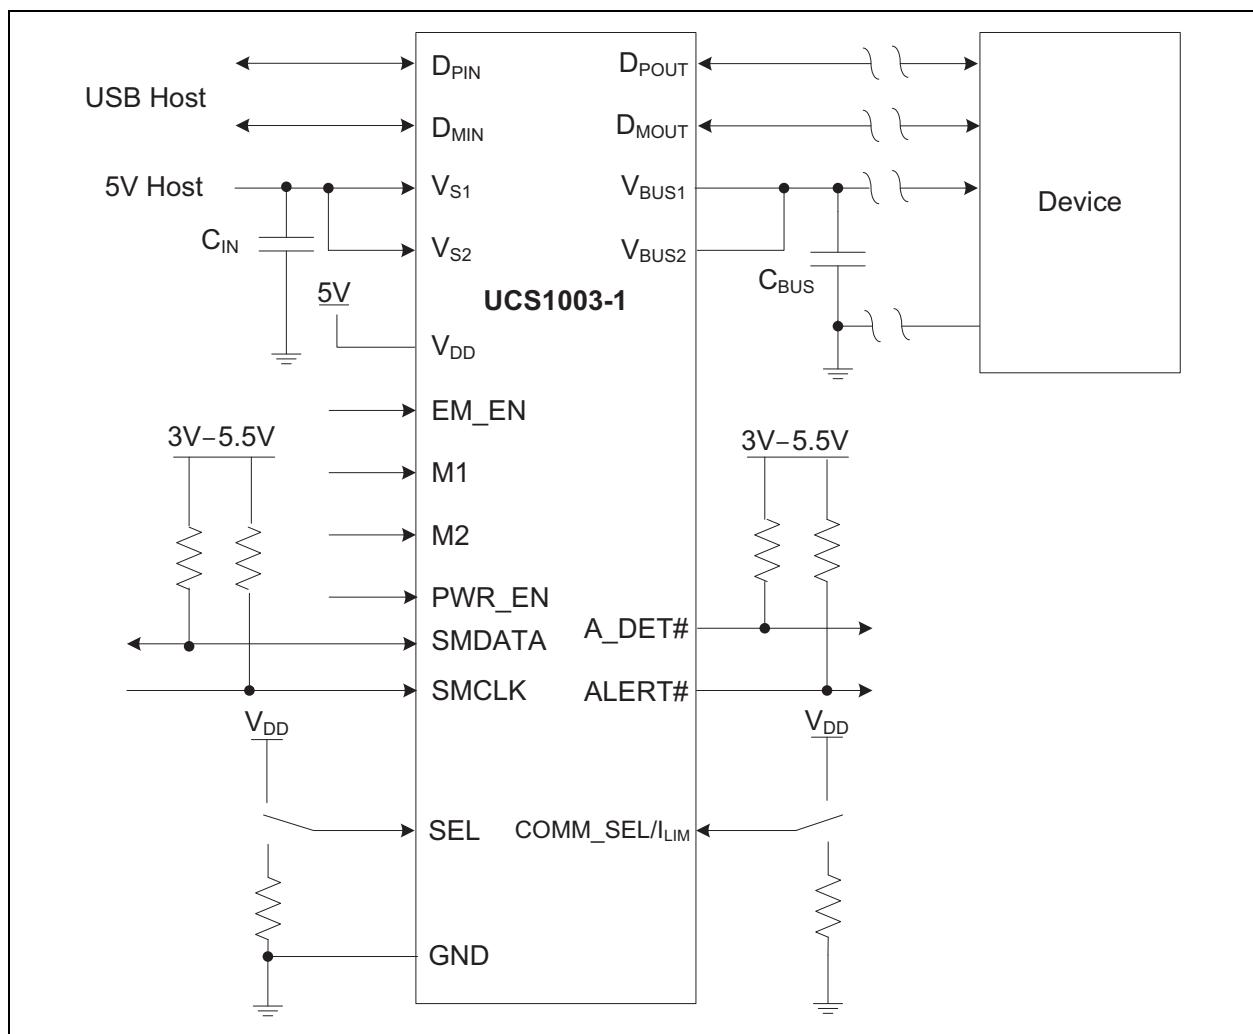 D_PIN
D_POUT
USB Host
D_MIN
D_MOUT
5V Host
V_S1
V_BUS1
Device
C_IN
V_S2
V_BUS2
C_BUS
5V
UCS1003-1
V_DD
EM_EN
3V–5.5V
3V–5.5V
M1
M2
PWR_EN
A_DET#
SMDATA
SMCLK
ALERT#
V_DD
V_DD
SEL
COMM_SEL/I_LIM
GND